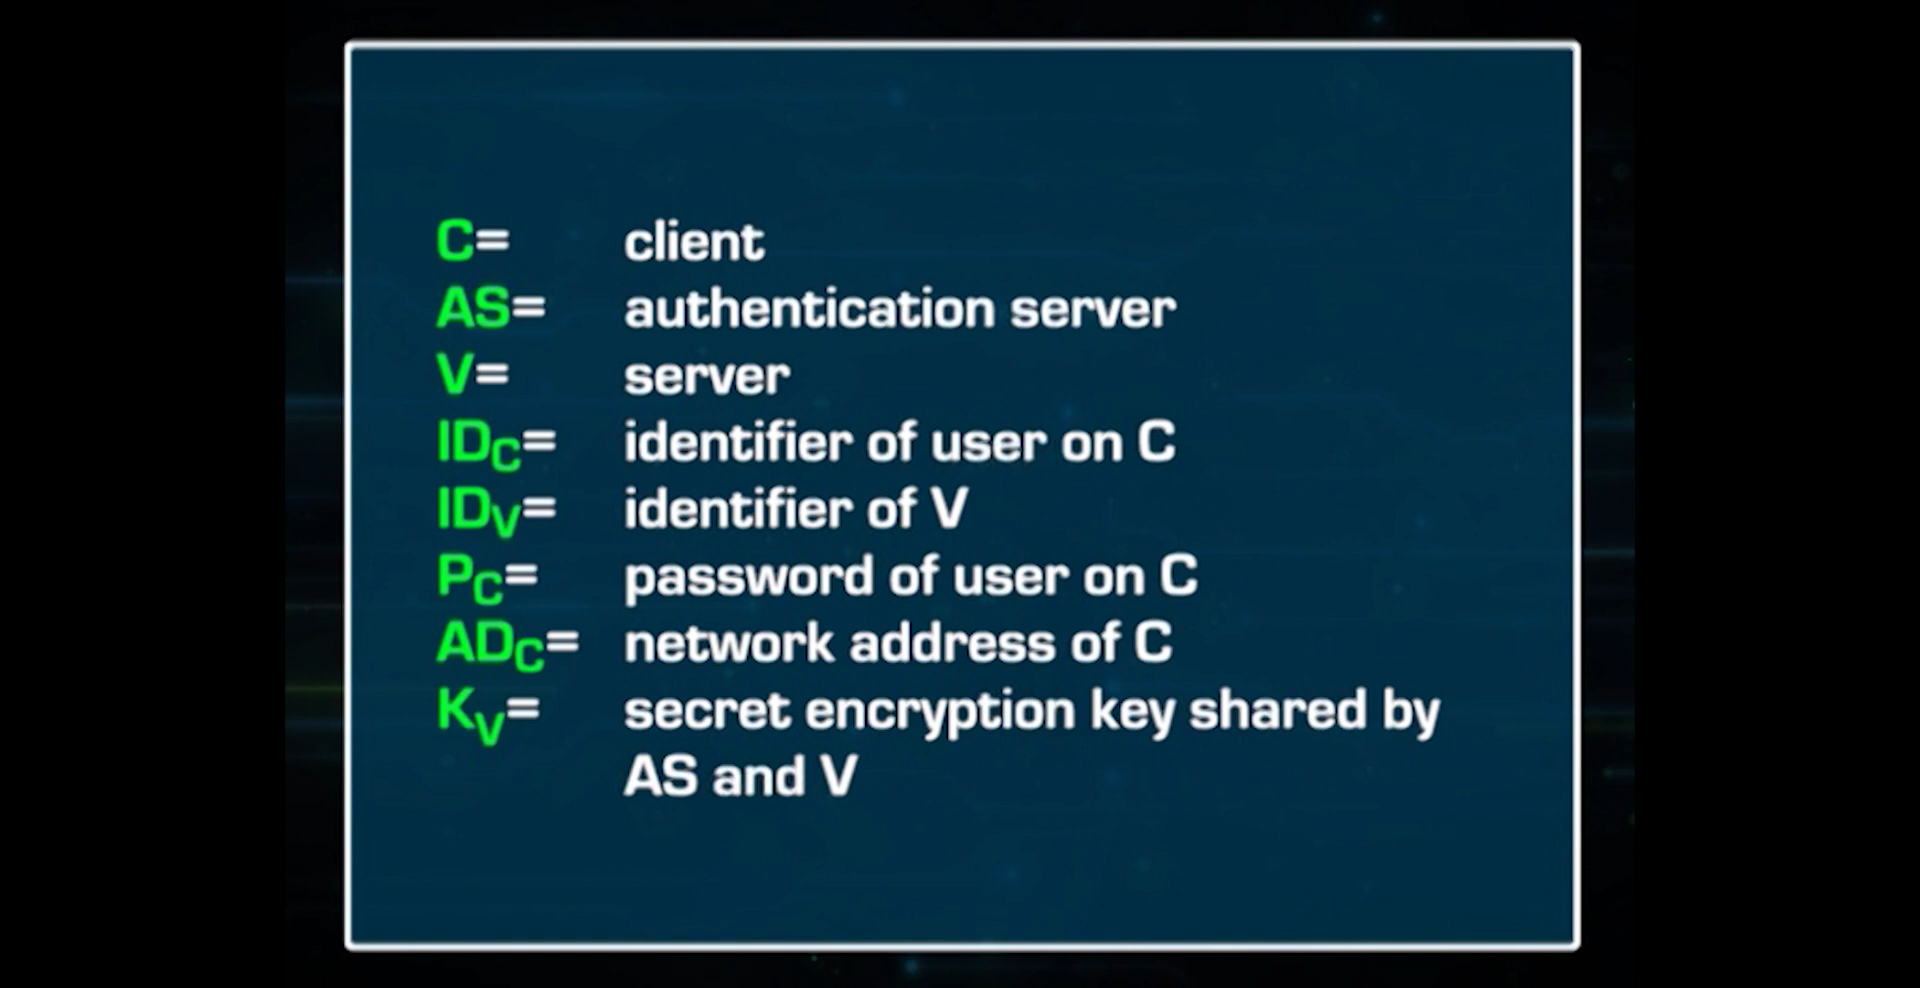 C= client
AS= authentication server
V= server
IDC= identifier of user on C
IDV= identifier of V
PC= password of user on C
ADC= network address of C
KV= secret encryption key shared by
AS and V